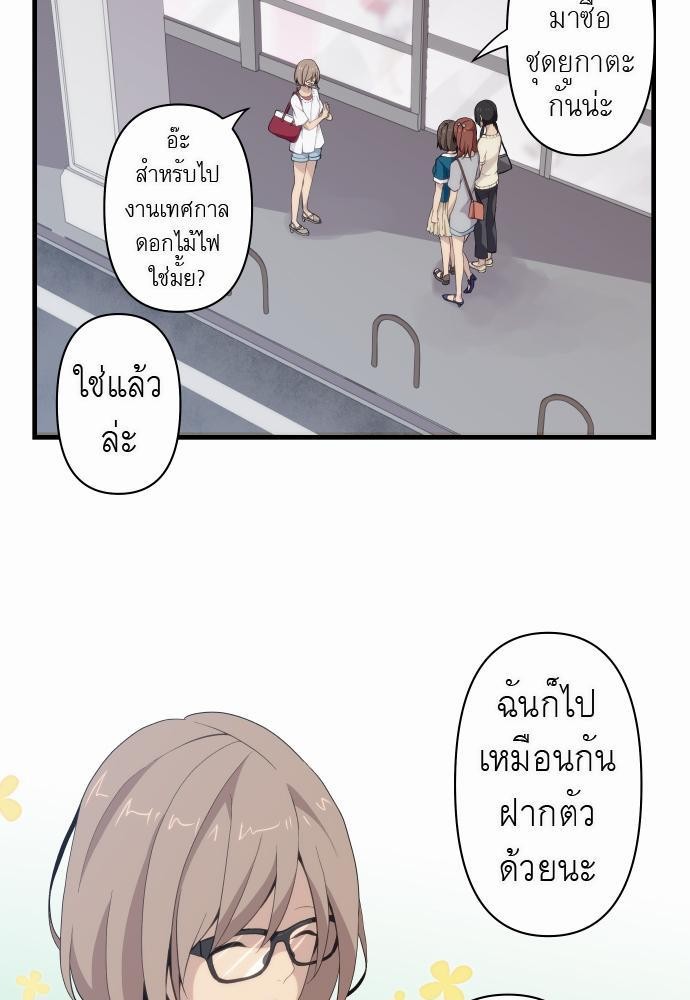 มาซื้อ
ชุดยูกาตะ
กันน่ะ
อ๊ะ
สำหรับไป
งานเทศกาล
ดอกไม้ไฟ
ใช่มั้ย?
ใช่แล้ว
ล่ะ
ฉันก็ไป
เหมือนกัน
ฝากตัว
ด้วยนะ